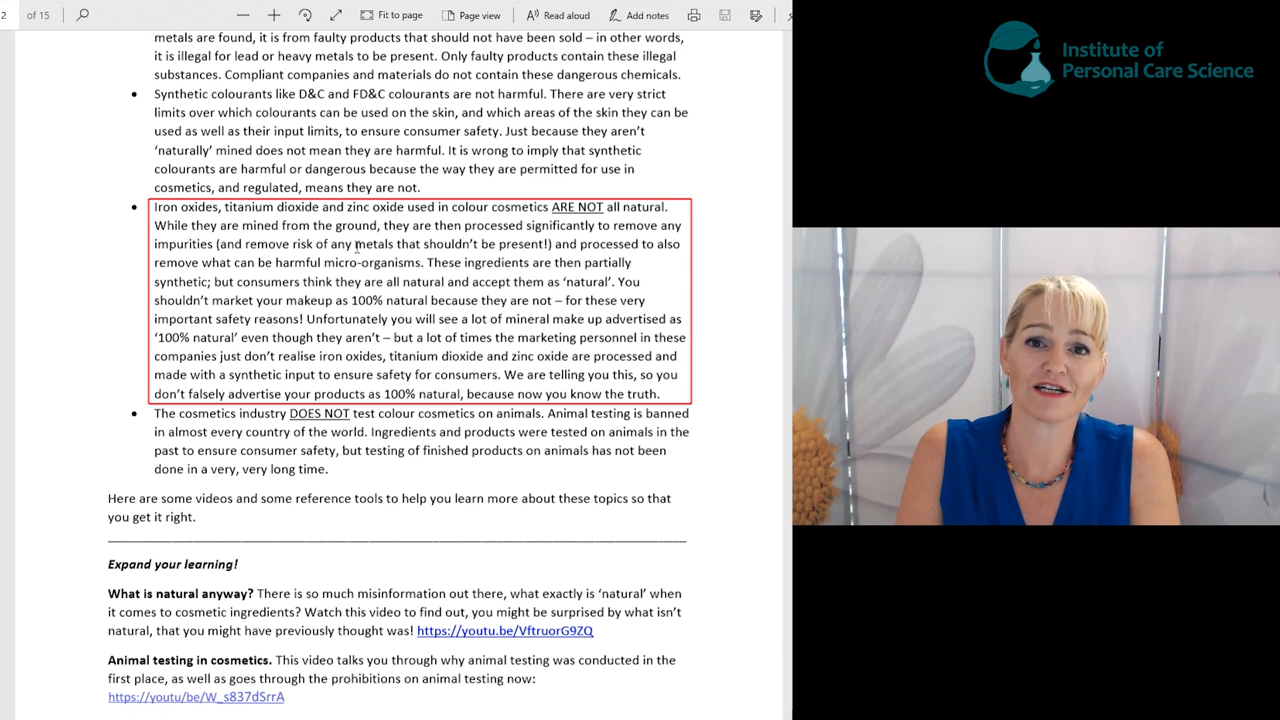 2 of 15
Fit to page
Page view
Read aloud
Add notes
metals are found, it is from faulty products that should not have been sold – in other words,
it is illegal for lead or heavy metals to be present. Only faulty products contain these illegal
substances. Compliant companies and materials do not contain these dangerous chemicals.
• Synthetic colourants like D&C and FD&C colourants are not harmful. There are very strict
limits over which colourants can be used on the skin, and which areas of the skin they can be
used as well as their input limits, to ensure consumer safety. Just because they aren’t
‘naturally’ mined does not mean they are harmful. It is wrong to imply that synthetic
colourants are harmful or dangerous because the way they are permitted for use in
cosmetics, and regulated, means they are not.
• Iron oxides, titanium dioxide and zinc oxide used in colour cosmetics ARE NOT all natural.
While they are mined from the ground, they are then processed significantly to remove any
impurities (and remove risk of any metals that shouldn’t be present!) and processed to also
remove what can be harmful micro-organisms. These ingredients are then partially
synthetic; but consumers think they are all natural and accept them as ‘natural’. You
shouldn’t market your makeup as 100% natural because they are not – for these very
important safety reasons! Unfortunately you will see a lot of mineral make up advertised as
‘100% natural’ even though they aren’t – but a lot of times the marketing personnel in these
companies just don’t realise iron oxides, titanium dioxide and zinc oxide are processed and
made with a synthetic input to ensure safety for consumers. We are telling you this, so you
don’t falsely advertise your products as 100% natural, because now you know the truth.
• The cosmetics industry DOES NOT test colour cosmetics on animals. Animal testing is banned
in almost every country of the world. Ingredients and products were tested on animals in the
past to ensure consumer safety, but testing of finished products on animals has not been
done in a very, very long time.
Here are some videos and some reference tools to help you learn more about these topics so that
you get it right.
Expand your learning!
What is natural anyway? There is so much misinformation out there, what exactly is ‘natural’ when
it comes to cosmetic ingredients? Watch this video to find out, you might be surprised by what isn’t
natural, that you might have previously thought was! https://youtu.be/VftruorG9ZQ
Animal testing in cosmetics. This video talks you through why animal testing was conducted in the
first place, as well as goes through the prohibitions on animal testing now:
https://youtu/be/W_s837dSrrA
Institute of
Personal Care Science